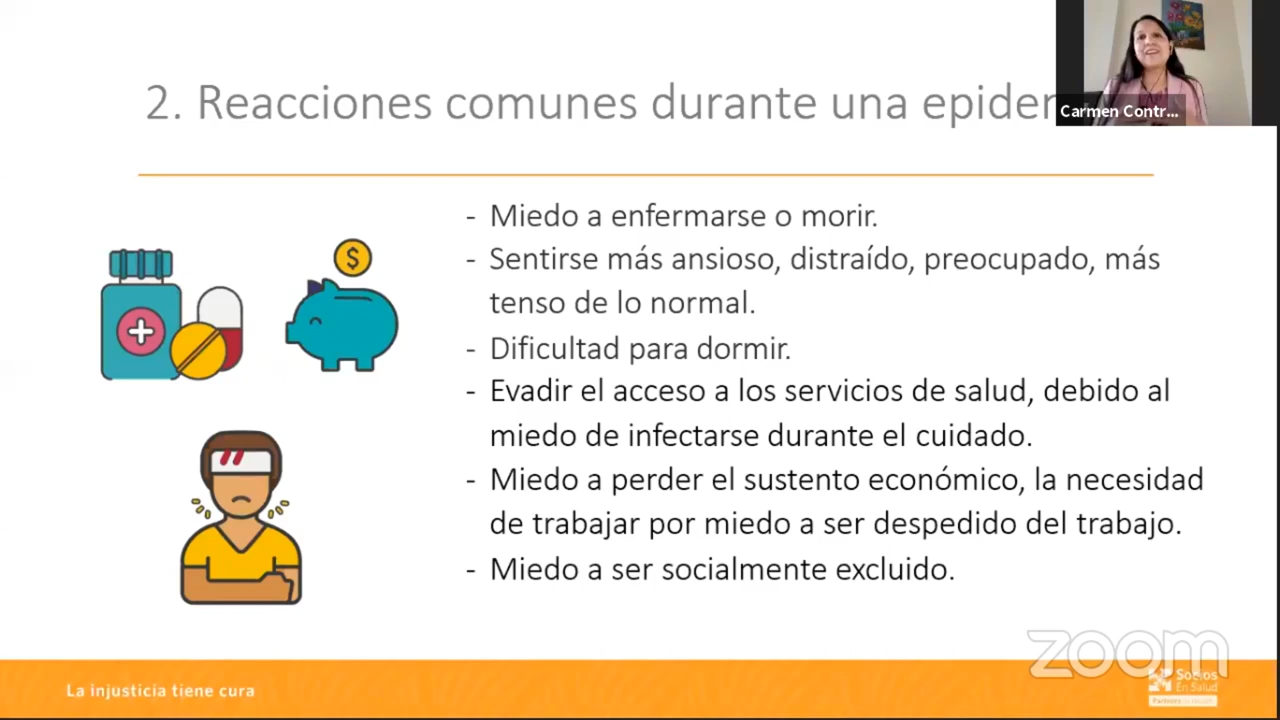 2. Reacciones comunes durante una epide
Carmen Contr...
- Miedo a enfermarse o morir.
$
- Sentirse más ansioso, distraído, preocupado, más
tenso de lo normal.
- Dificultad para dormir.
- Evadir el acceso a los servicios de salud, debido al
miedo de infectarse durante el cuidado.
- Miedo a perder el sustento económico, la necesidad
de trabajar por miedo a ser despedido del trabajo.
- Miedo a ser socialmente excluido.
zoom
La injusticia tiene cura
Socios
En Salud
Partners